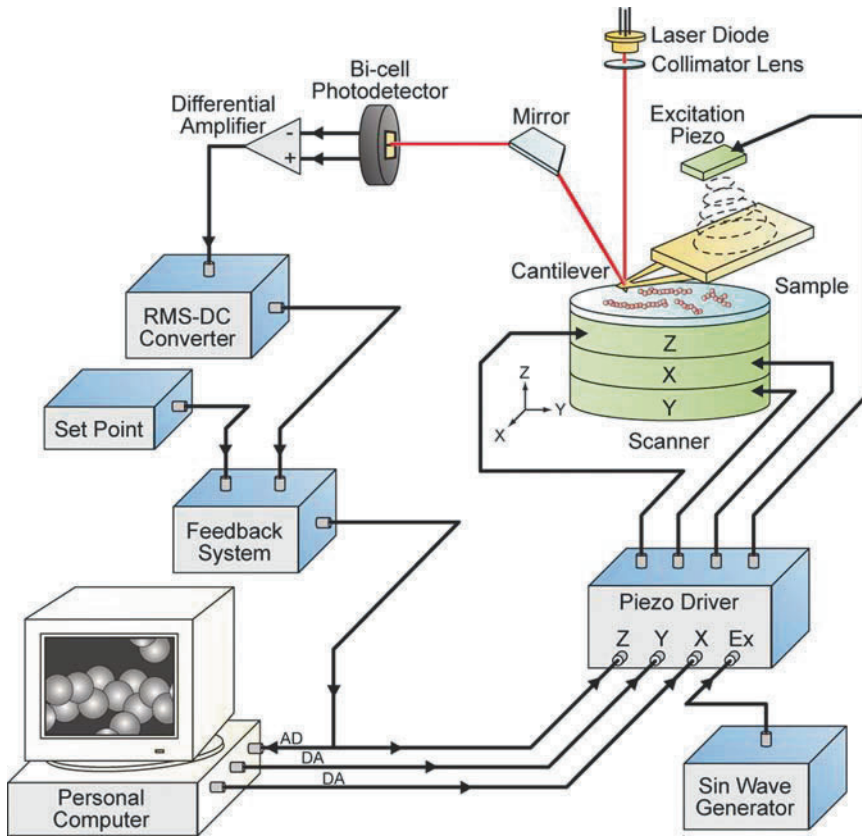 Laser Diode
Collimator Lens
Bi-cell
Photodetector
Differential
Amplifier
-
+
Mirror
Excitation
Piezo
Cantilever
Sample
RMS-DC
Converter
Z
X
Y
Z
Y
X
Scanner
Set Point
Feedback
System
Piezo Driver
Z Y X Ex
AD
DA
DA
Personal
Computer
Sin Wave
Generator